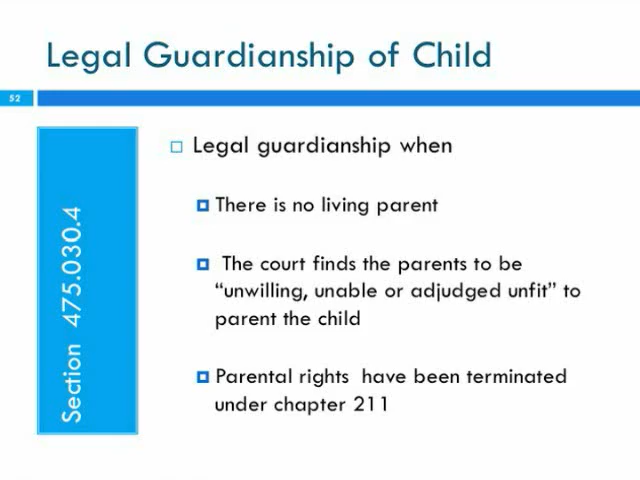 Legal Guardianship of Child
52
Section 475.030.4
Legal guardianship when
There is no living parent
The court finds the parents to be
“unwilling, unable or adjudged unfit” to
parent the child
Parental rights have been terminated
under chapter 211